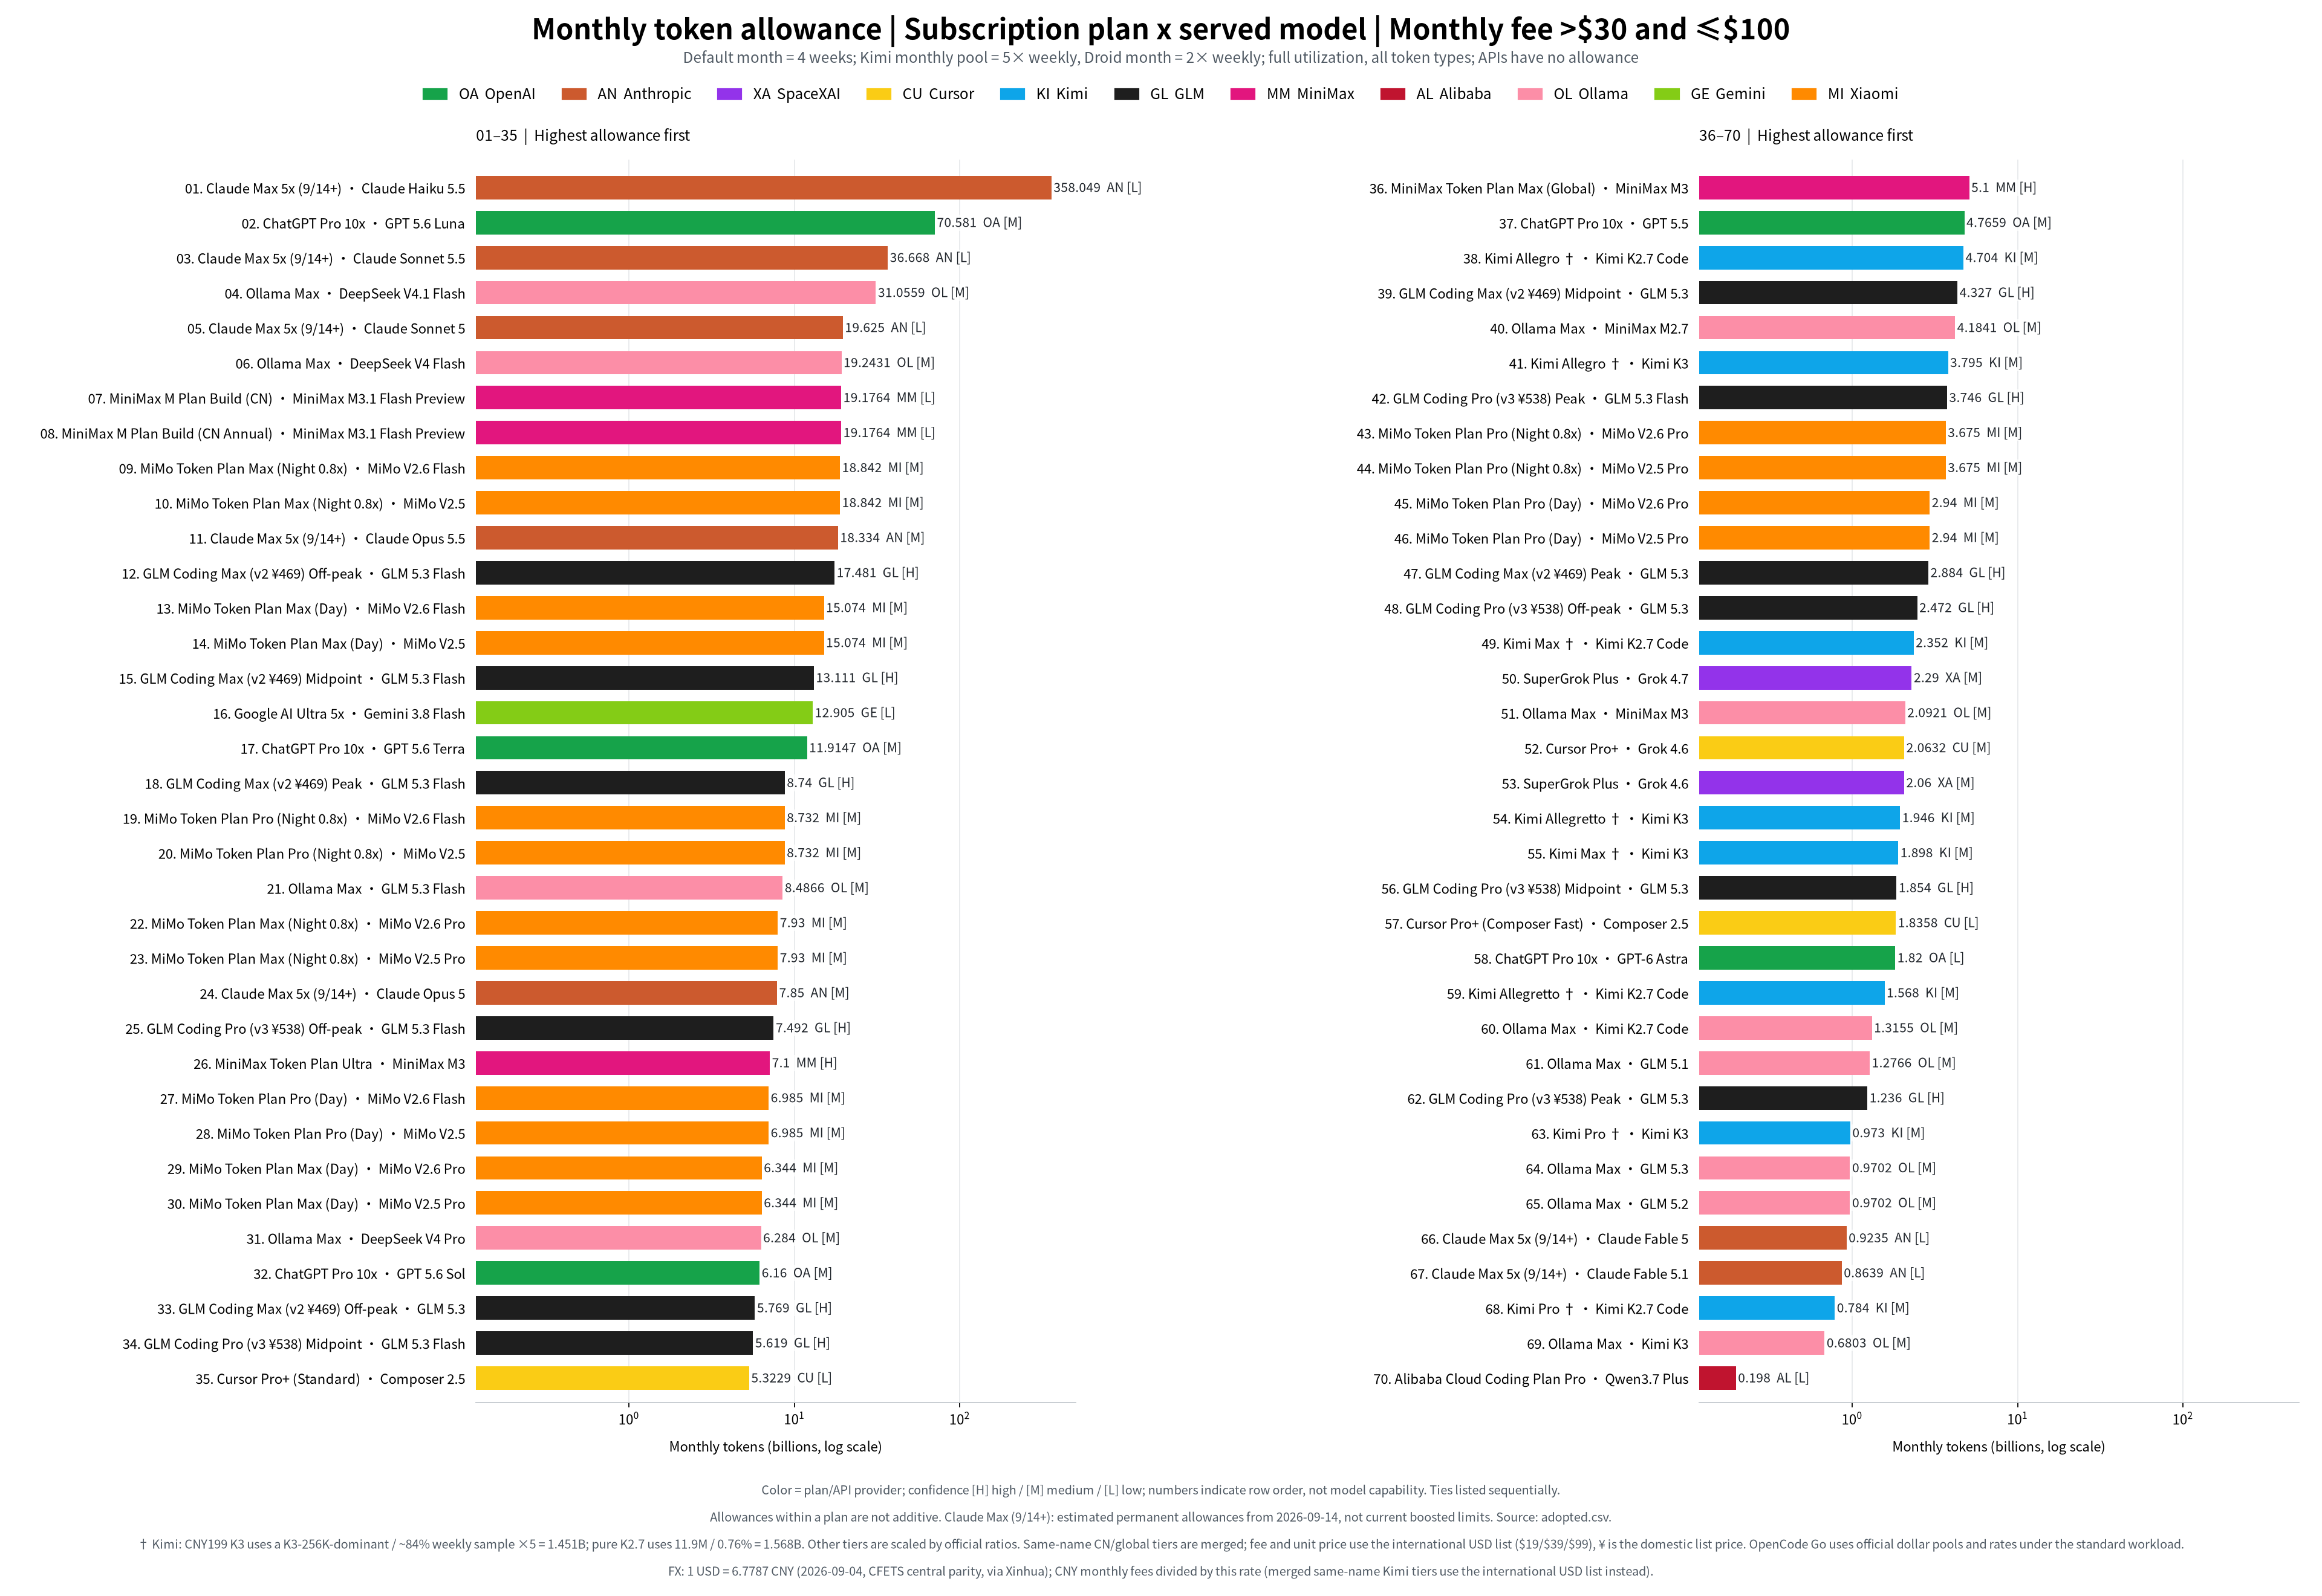 Monthly token allowance | Subscription plan x served model | Monthly fee >$30 and ⩽$100
Default month = 4 weeks; Kimi monthly pool = 5× weekly, Droid month = 2× weekly; full utilization, all token types; APIs have no allowance
OA OpenAI AN Anthropic XA SpaceXAI CU Cursor KI Kimi GL GLM MM MiniMax AL Alibaba OL Ollama GE Gemini MI Xiaomi
01–35 | Highest allowance first
01. Claude Max 5x (9/14+) • Claude Haiku 5.5 358.049 AN [L]
02. ChatGPT Pro 10x • GPT 5.6 Luna 70.581 OA [M]
03. Claude Max 5x (9/14+) • Claude Sonnet 5.5 36.668 AN [L]
04. Ollama Max • DeepSeek V4.1 Flash 31.0559 OL [M]
05. Claude Max 5x (9/14+) • Claude Sonnet 5 19.625 AN [L]
06. Ollama Max • DeepSeek V4 Flash 19.2431 OL [M]
07. MiniMax M Plan Build (CN) • MiniMax M3.1 Flash Preview 19.1764 MM [L]
08. MiniMax M Plan Build (CN Annual) • MiniMax M3.1 Flash Preview 19.1764 MM [L]
09. MiMo Token Plan Max (Night 0.8x) • MiMo V2.6 Flash 18.842 MI [M]
10. MiMo Token Plan Max (Night 0.8x) • MiMo V2.5 18.842 MI [M]
11. Claude Max 5x (9/14+) • Claude Opus 5.5 18.334 AN [M]
12. GLM Coding Max (v2 ¥469) Off-peak • GLM 5.3 Flash 17.481 GL [H]
13. MiMo Token Plan Max (Day) • MiMo V2.6 Flash 15.074 MI [M]
14. MiMo Token Plan Max (Day) • MiMo V2.5 15.074 MI [M]
15. GLM Coding Max (v2 ¥469) Midpoint • GLM 5.3 Flash 13.111 GL [H]
16. Google AI Ultra 5x • Gemini 3.8 Flash 12.905 GE [L]
17. ChatGPT Pro 10x • GPT 5.6 Terra 11.9147 OA [M]
18. GLM Coding Max (v2 ¥469) Peak • GLM 5.3 Flash 8.74 GL [H]
19. MiMo Token Plan Pro (Night 0.8x) • MiMo V2.6 Flash 8.732 MI [M]
20. MiMo Token Plan Pro (Night 0.8x) • MiMo V2.5 8.732 MI [M]
21. Ollama Max • GLM 5.3 Flash 8.4866 OL [M]
22. MiMo Token Plan Max (Night 0.8x) • MiMo V2.6 Pro 7.93 MI [M]
23. MiMo Token Plan Max (Night 0.8x) • MiMo V2.5 Pro 7.93 MI [M]
24. Claude Max 5x (9/14+) • Claude Opus 5 7.85 AN [M]
25. GLM Coding Pro (v3 ¥538) Off-peak • GLM 5.3 Flash 7.492 GL [H]
26. MiniMax Token Plan Ultra • MiniMax M3 7.1 MM [H]
27. MiMo Token Plan Pro (Day) • MiMo V2.6 Flash 6.985 MI [M]
28. MiMo Token Plan Pro (Day) • MiMo V2.5 6.985 MI [M]
29. MiMo Token Plan Max (Day) • MiMo V2.6 Pro 6.344 MI [M]
30. MiMo Token Plan Max (Day) • MiMo V2.5 Pro 6.344 MI [M]
31. Ollama Max • DeepSeek V4 Pro 6.284 OL [M]
32. ChatGPT Pro 10x • GPT 5.6 Sol 6.16 OA [M]
33. GLM Coding Max (v2 ¥469) Off-peak • GLM 5.3 5.769 GL [H]
34. GLM Coding Pro (v3 ¥538) Midpoint • GLM 5.3 Flash 5.619 GL [H]
35. Cursor Pro+ (Standard) • Composer 2.5 5.3229 CU [L]
10⁰ 10¹ 10²
Monthly tokens (billions, log scale)
36–70 | Highest allowance first
36. MiniMax Token Plan Max (Global) • MiniMax M3 5.1 MM [H]
37. ChatGPT Pro 10x • GPT 5.5 4.7659 OA [M]
38. Kimi Allegro † • Kimi K2.7 Code 4.704 KI [M]
39. GLM Coding Max (v2 ¥469) Midpoint • GLM 5.3 4.327 GL [H]
40. Ollama Max • MiniMax M2.7 4.1841 OL [M]
41. Kimi Allegro † • Kimi K3 3.795 KI [M]
42. GLM Coding Pro (v3 ¥538) Peak • GLM 5.3 Flash 3.746 GL [H]
43. MiMo Token Plan Pro (Night 0.8x) • MiMo V2.6 Pro 3.675 MI [M]
44. MiMo Token Plan Pro (Night 0.8x) • MiMo V2.5 Pro 3.675 MI [M]
45. MiMo Token Plan Pro (Day) • MiMo V2.6 Pro 2.94 MI [M]
46. MiMo Token Plan Pro (Day) • MiMo V2.5 Pro 2.94 MI [M]
47. GLM Coding Max (v2 ¥469) Peak • GLM 5.3 2.884 GL [H]
48. GLM Coding Pro (v3 ¥538) Off-peak • GLM 5.3 2.472 GL [H]
49. Kimi Max † • Kimi K2.7 Code 2.352 KI [M]
50. SuperGrok Plus • Grok 4.7 2.29 XA [M]
51. Ollama Max • MiniMax M3 2.0921 OL [M]
52. Cursor Pro+ • Grok 4.6 2.0632 CU [M]
53. SuperGrok Plus • Grok 4.6 2.06 XA [M]
54. Kimi Allegretto † • Kimi K3 1.946 KI [M]
55. Kimi Max † • Kimi K3 1.898 KI [M]
56. GLM Coding Pro (v3 ¥538) Midpoint • GLM 5.3 1.854 GL [H]
57. Cursor Pro+ (Composer Fast) • Composer 2.5 1.8358 CU [L]
58. ChatGPT Pro 10x • GPT-6 Astra 1.82 OA [L]
59. Kimi Allegretto † • Kimi K2.7 Code 1.568 KI [M]
60. Ollama Max • Kimi K2.7 Code 1.3155 OL [M]
61. Ollama Max • GLM 5.1 1.2766 OL [M]
62. GLM Coding Pro (v3 ¥538) Peak • GLM 5.3 1.236 GL [H]
63. Kimi Pro † • Kimi K3 0.973 KI [M]
64. Ollama Max • GLM 5.3 0.9702 OL [M]
65. Ollama Max • GLM 5.2 0.9702 OL [M]
66. Claude Max 5x (9/14+) • Claude Fable 5 0.9235 AN [L]
67. Claude Max 5x (9/14+) • Claude Fable 5.1 0.8639 AN [L]
68. Kimi Pro † • Kimi K2.7 Code 0.784 KI [M]
69. Ollama Max • Kimi K3 0.6803 OL [M]
70. Alibaba Cloud Coding Plan Pro • Qwen3.7 Plus 0.198 AL [L]
10⁰ 10¹ 10²
Monthly tokens (billions, log scale)
Color = plan/API provider; confidence [H] high / [M] medium / [L] low; numbers indicate row order, not model capability. Ties listed sequentially.
Allowances within a plan are not additive. Claude Max (9/14+): estimated permanent allowances from 2026-09-14, not current boosted limits. Source: adopted.csv.
† Kimi: CNY199 K3 uses a K3-256K-dominant / ~84% weekly sample ×5 = 1.451B; pure K2.7 uses 11.9M / 0.76% = 1.568B. Other tiers are scaled by official ratios. Same-name CN/global tiers are merged; fee and unit price use the international USD list ($19/$39/$99), ¥ is the domestic list price. OpenCode Go uses official dollar pools and rates under the standard workload.
FX: 1 USD = 6.7787 CNY (2026-09-04, CFETS central parity, via Xinhua); CNY monthly fees divided by this rate (merged same-name Kimi tiers use the international USD list instead).